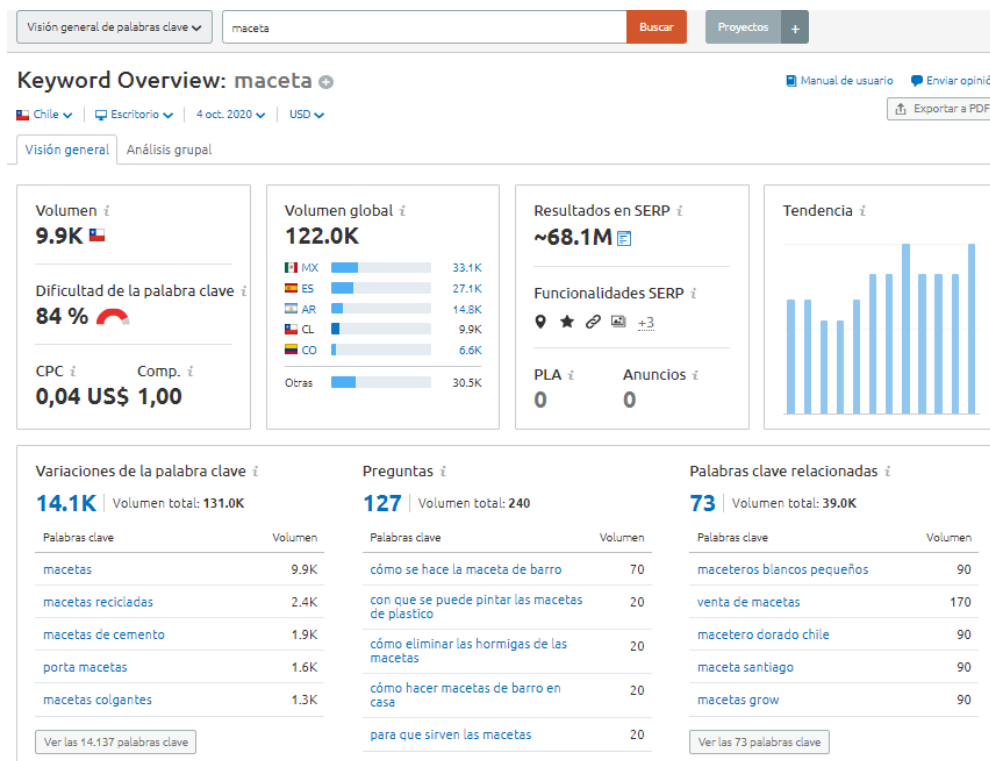 Visión general de palabras clave
maceta
Buscar
Proyectos +
Keyword Overview: maceta
Manual de usuario
Enviar opinió
Chile
Escritorio
4 oct. 2020
USD
Exportar a PDF
Visión general
Análisis grupal
Volumen i
9.9K
Dificultad de la palabra clave i
84 %
CPC i
Comp. i
0,04 US$
1,00
Volumen global i
122.0K
MX 33.1K
ES 27.1K
AR 14.8K
CL 9.9K
CO 6.6K
Otras 30.5K
Resultados en SERP i
~68.1M
Funcionalidades SERP i
+3
PLA i
Anuncios i
0
0
Tendencia i
Variaciones de la palabra clave i
14.1K Volumen total: 131.0K
Palabras clave Volumen
macetas 9.9K
macetas recicladas 2.4K
macetas de cemento 1.9K
porta macetas 1.6K
macetas colgantes 1.3K
Ver las 14.137 palabras clave
Preguntas i
127 Volumen total: 240
Palabras clave Volumen
cómo se hace la maceta de barro 70
con que se puede pintar las macetas
de plastico 20
cómo eliminar las hormigas de las
macetas 20
cómo hacer macetas de barro en
casa 20
para que sirven las macetas 20
Palabras clave relacionadas i
73 Volumen total: 39.0K
Palabras clave Volumen
maceteros blancos pequeños 90
venta de macetas 170
macetero dorado chile 90
maceta santiago 90
macetas grow 90
Ver las 73 palabras clave